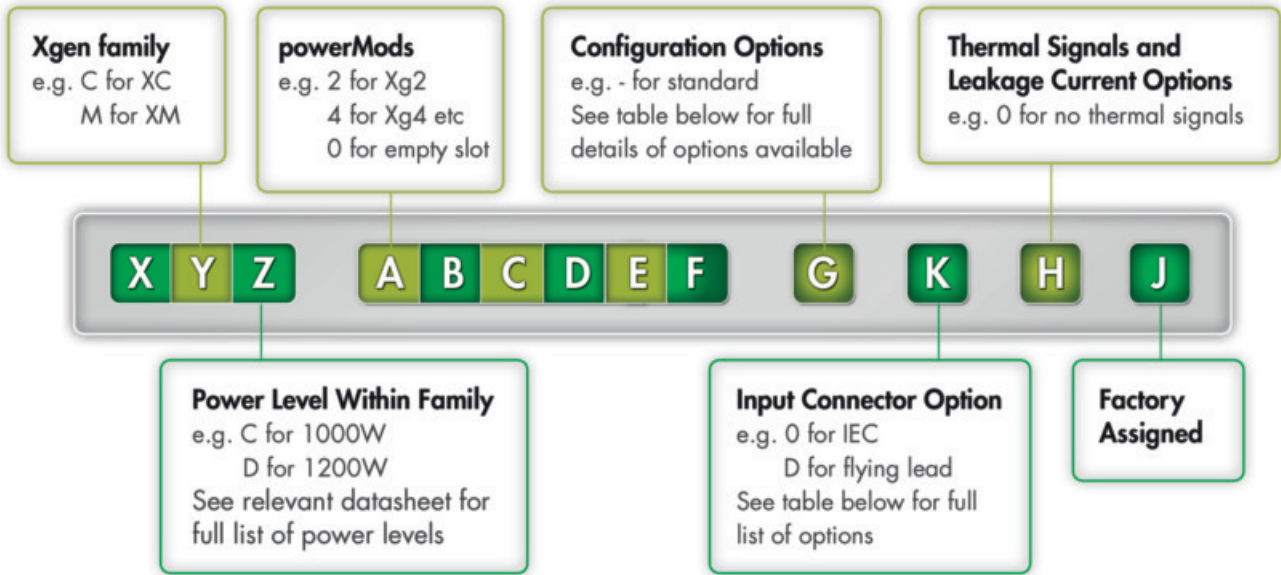 Xgen family
e.g. C for XC
M for XM
powerMods
e.g. 2 for Xg2
4 for Xg4 etc
0 for empty slot
Configuration Options
e.g. - for standard
See table below for full
details of options available
Thermal Signals and
Leakage Current Options
e.g. 0 for no thermal signals
X Y Z A B C D E F G K H J
Power Level Within Family
e.g. C for 1000W
D for 1200W
See relevant datasheet for
full list of power levels
Input Connector Option
e.g. 0 for IEC
D for flying lead
See table below for full
list of options
Factory
Assigned